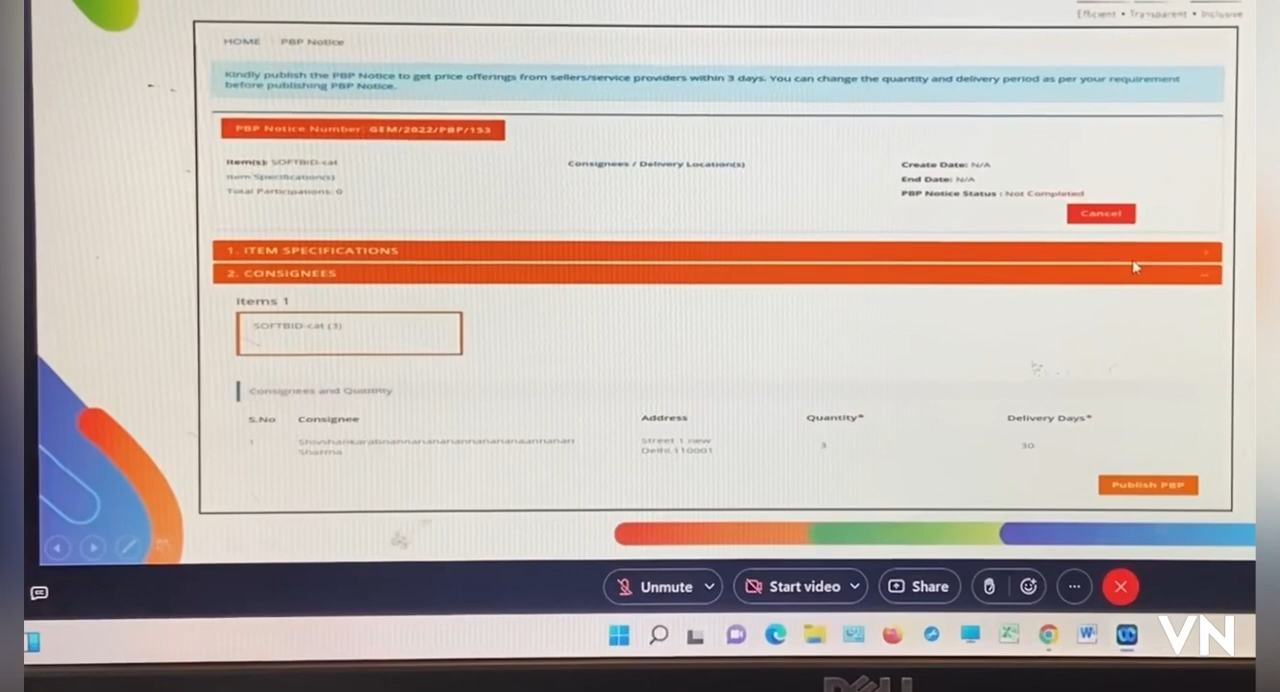 Efficient • Transparent • Inclusive
HOME PBP Notice
Kindly publish the PBP Notice to get price offerings from sellers/service providers within 3 days. You can change the quantity and delivery period as per your requirement
before publishing PBP Notice.
PBP Notice Number: GEM/2022/PBP/153
Item(s): SOFTBID-cat
Item Specification(s)
Total Participations: 0
Consignees / Delivery Location(s)
Create Date: N/A
End Date: N/A
PBP Notice Status : Not Completed
Cancel
1. ITEM SPECIFICATIONS
2. CONSIGNEES
Items 1
SOFTBID-cat (3)
Consignees and Quantity
S.No Consignee Address Quantity* Delivery Days*
1 Street 1 new 3 30
Sharma Delhi 110001
Publish PBP
Unmute Start video Share
VN
DELL